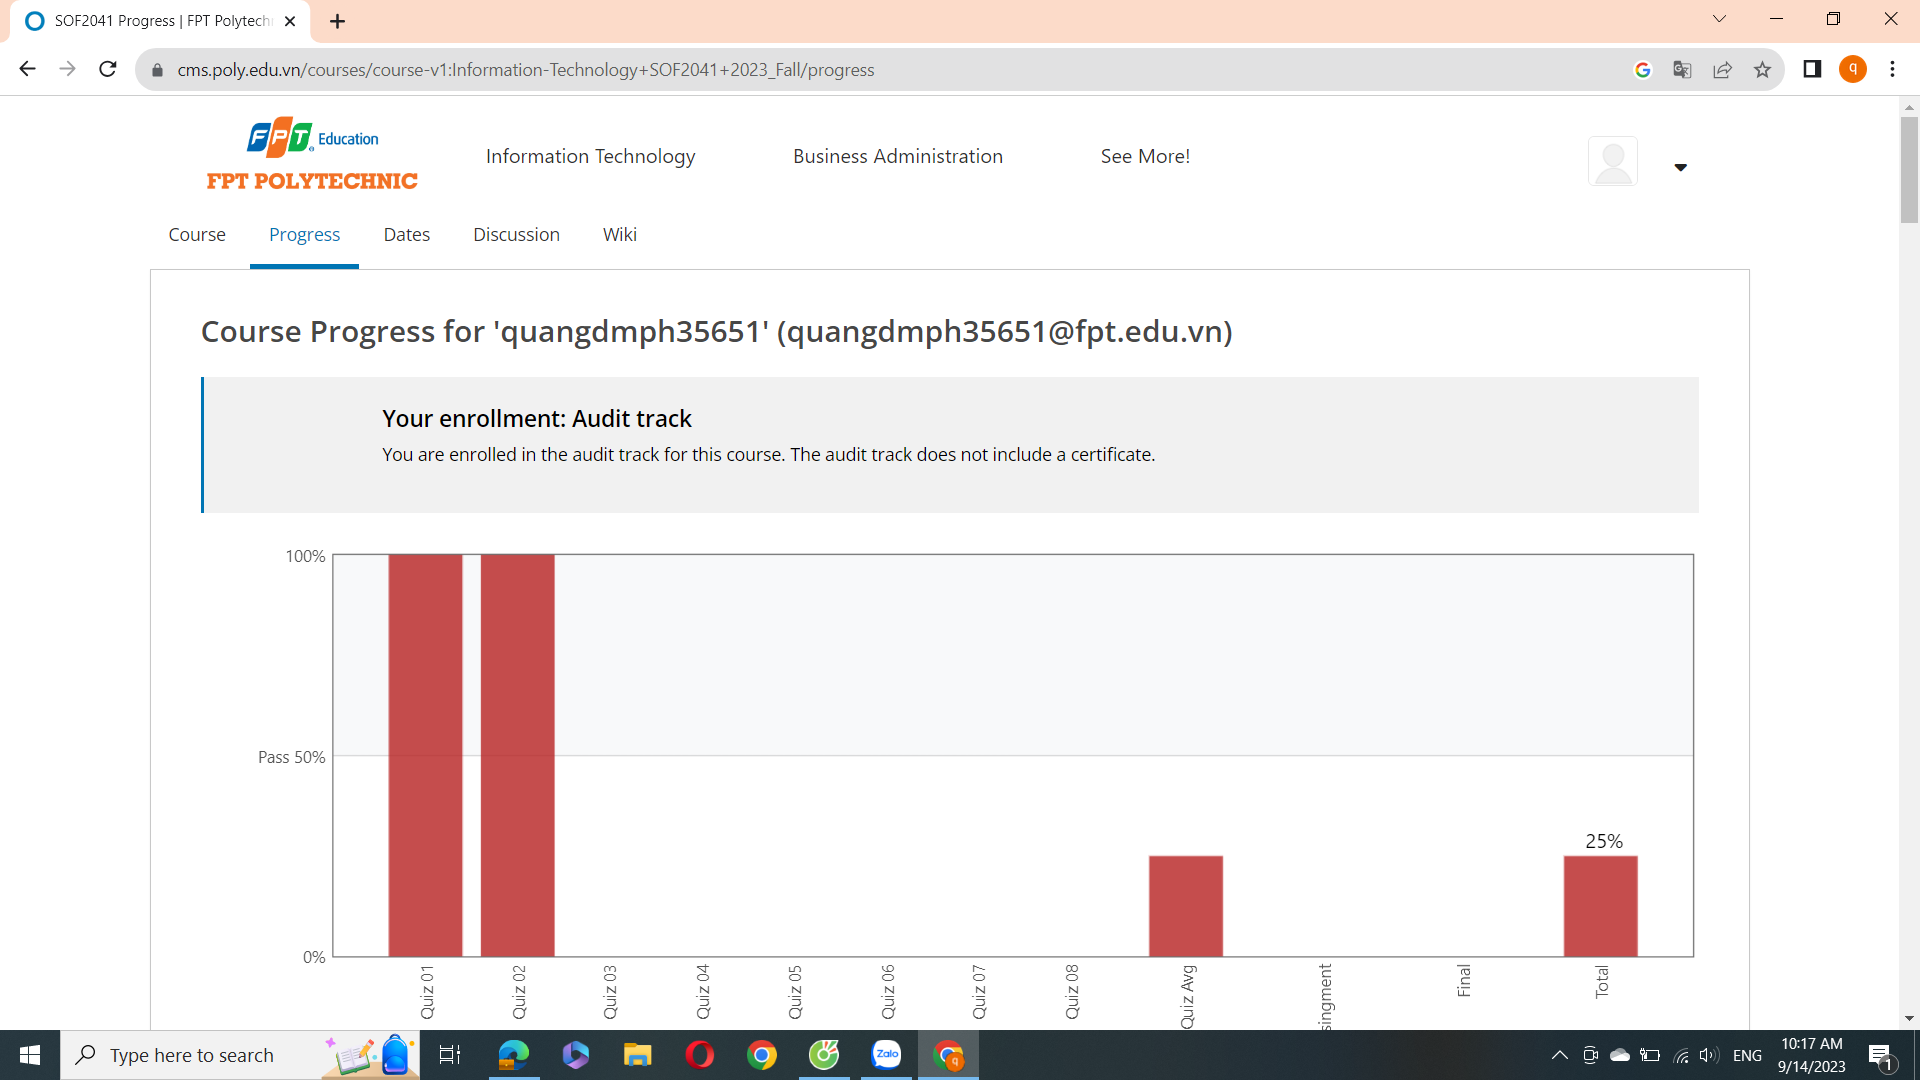 SOF2041 Progress | FPT Polytech
cms.poly.edu.vn/courses/course-v1:Information-Technology+SOF2041+2023_Fall/progress
q
FPT Education
FPT POLYTECHNIC
Information Technology
Business Administration
See More!
Course
Progress
Dates
Discussion
Wiki
Course Progress for 'quangdmph35651' (quangdmph35651@fpt.edu.vn)
Your enrollment: Audit track
You are enrolled in the audit track for this course. The audit track does not include a certificate.
100%
Pass 50%
0%
25%
Quiz 01
Quiz 02
Quiz 03
Quiz 04
Quiz 05
Quiz 06
Quiz 07
Quiz 08
Quiz Avg
singment
Final
Total
Type here to search
Zalo
q
ENG
10:17 AM
9/14/2023
1